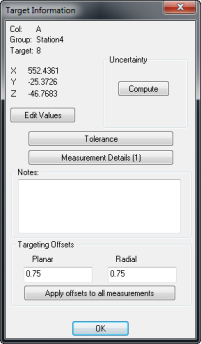 Target Information
Col: A
Group: Station4
Target: 8
Uncertainty
X 552.4361
Y -25.3726
Z -46.7683
Compute
Edit Values
Tolerance
Measurement Details (1)
Notes:
Targeting Offsets
Planar Radial
0.75 0.75
Apply offsets to all measurements
OK